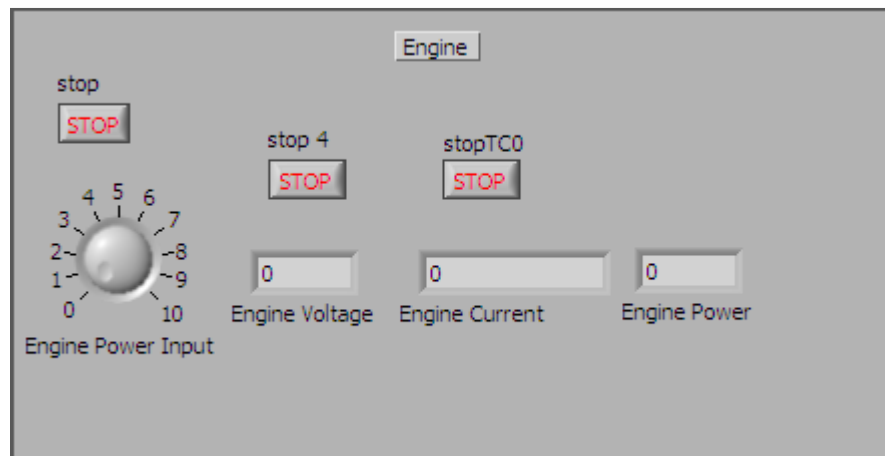 Engine
stop
STOP
stop 4
STOP
stopTC0
STOP
0 1 2 3 4 5 6 7 8 9 10
Engine Power Input
0
Engine Voltage
0
Engine Current
0
Engine Power